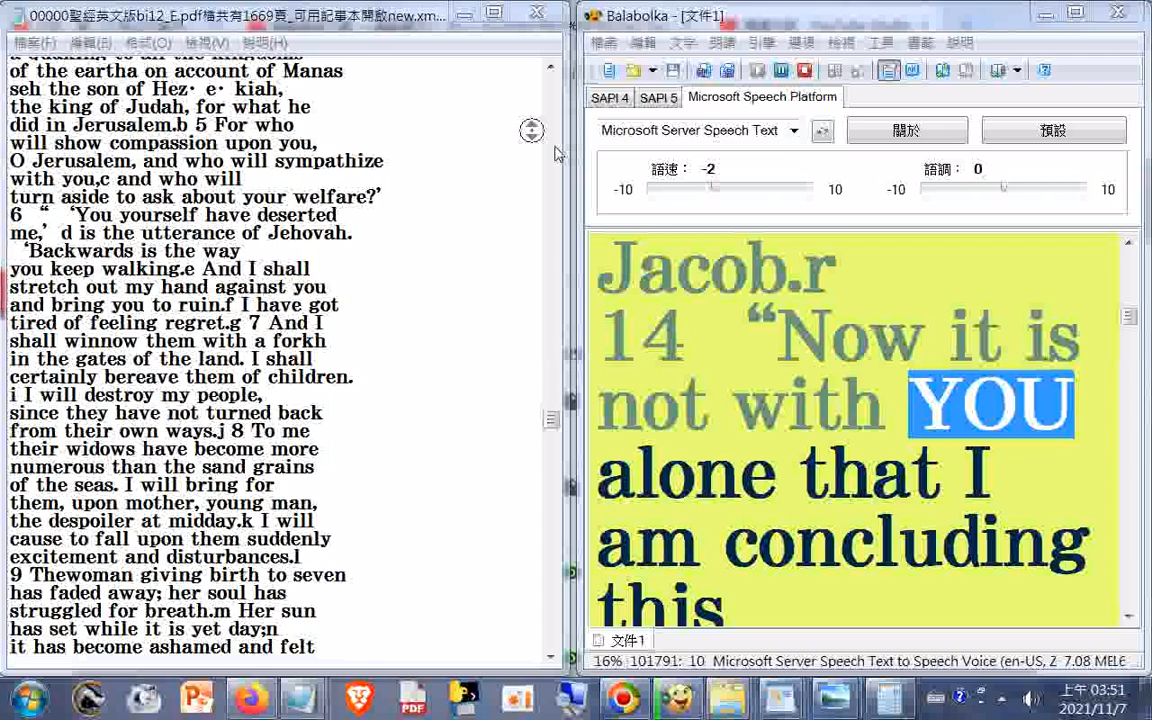 00000聖經英文版bi12_E.pdf檔共有1669頁_可用記事本開啟new.xm...
檔案(F) 編輯(E) 格式(O) 檢視(V) 說明(H)
of the eartha on account of Manas
seh the son of Hez· e· kiah,
the king of Judah, for what he
did in Jerusalem.b 5 For who
will show compassion upon you,
O Jerusalem, and who will sympathize
with you,c and who will
turn aside to ask about your welfare?’
6 “ ‘You yourself have deserted
me,’ d is the utterance of Jehovah.
‘Backwards is the way
you keep walking.e And I shall
stretch out my hand against you
and bring you to ruin.f I have got
tired of feeling regret.g 7 And I
shall winnow them with a forkh
in the gates of the land. I shall
certainly bereave them of children.
i I will destroy my people,
since they have not turned back
from their own ways.j 8 To me
their widows have become more
numerous than the sand grains
of the seas. I will bring for
them, upon mother, young man,
the despoiler at midday.k I will
cause to fall upon them suddenly
excitement and disturbances.l
9 Thewoman giving birth to seven
has faded away; her soul has
struggled for breath.m Her sun
has set while it is yet day;n
it has become ashamed and felt
Balabolka - [文件1]
檔案 編輯 文字 朗讀 引擎 選項 檢視 工具 書籤 說明
SAPI 4 SAPI 5 Microsoft Speech Platform
Microsoft Server Speech Text 關於 預設
語速： -2 語調： 0
-10 10 -10 10
Jacob.r
14 “Now it is
not with YOU
alone that I
am concluding
this
文件1
16% 101791: 10 Microsoft Server Speech Text to Speech Voice (en-US, Z 7.08 МЕБ
PDF
上午 03:51
2021/11/7